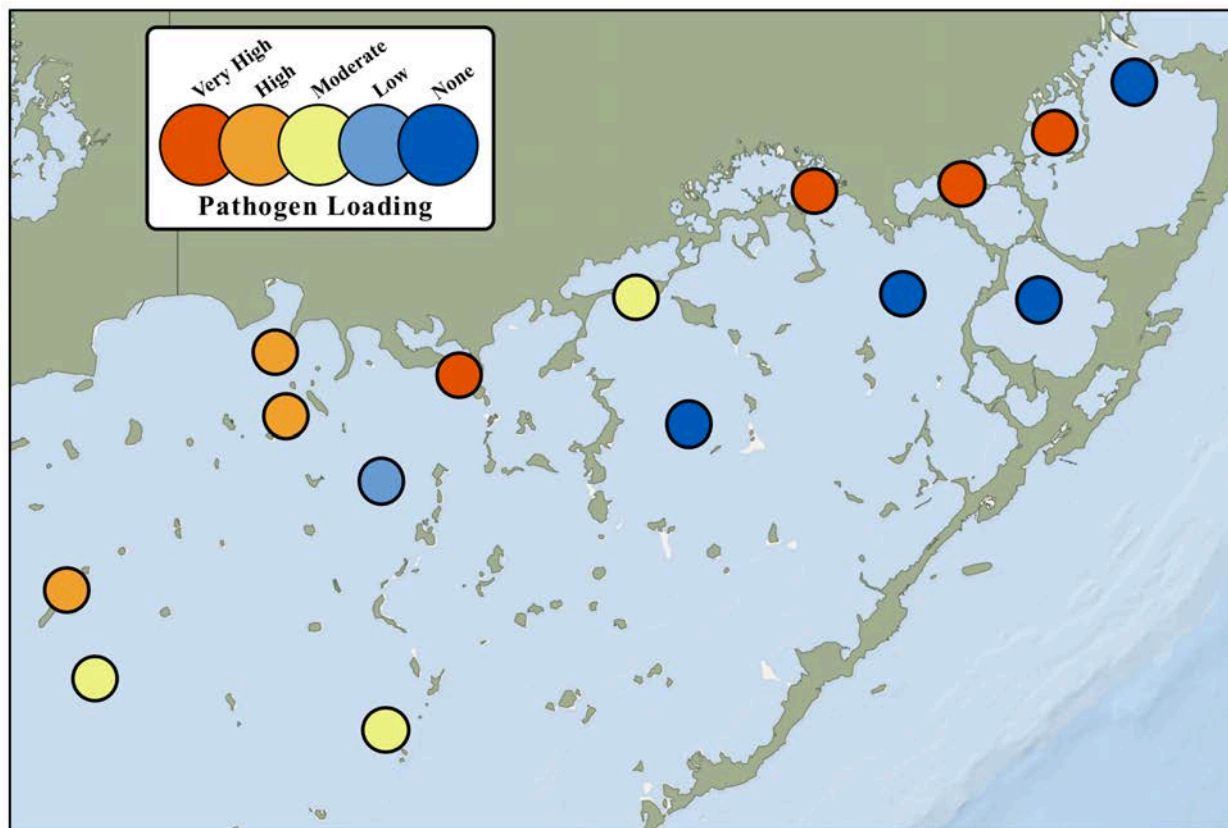 Very High
High
Moderate
Low
None
Pathogen Loading